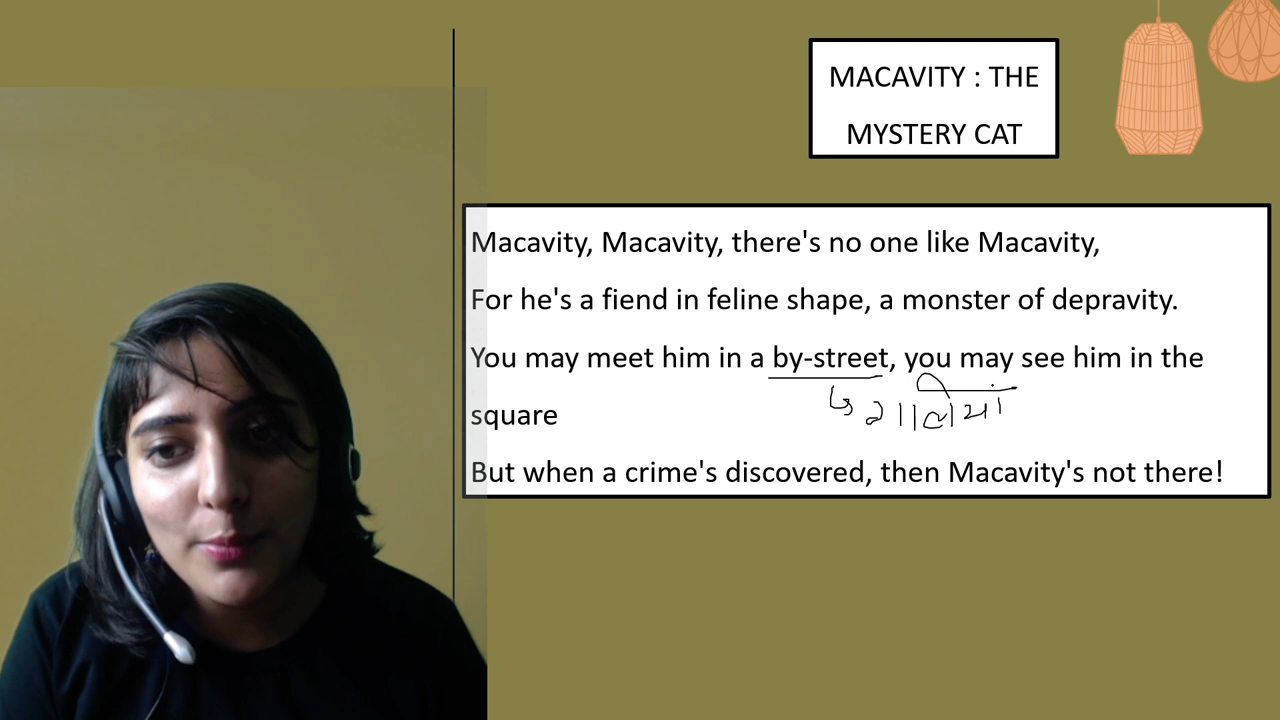 MACAVITY : THE
MYSTERY CAT
Macavity, Macavity, there's no one like Macavity,
For he's a fiend in feline shape, a monster of depravity.
You may meet him in a by-street, you may see him in the
गलियां
square
But when a crime's discovered, then Macavity's not there!